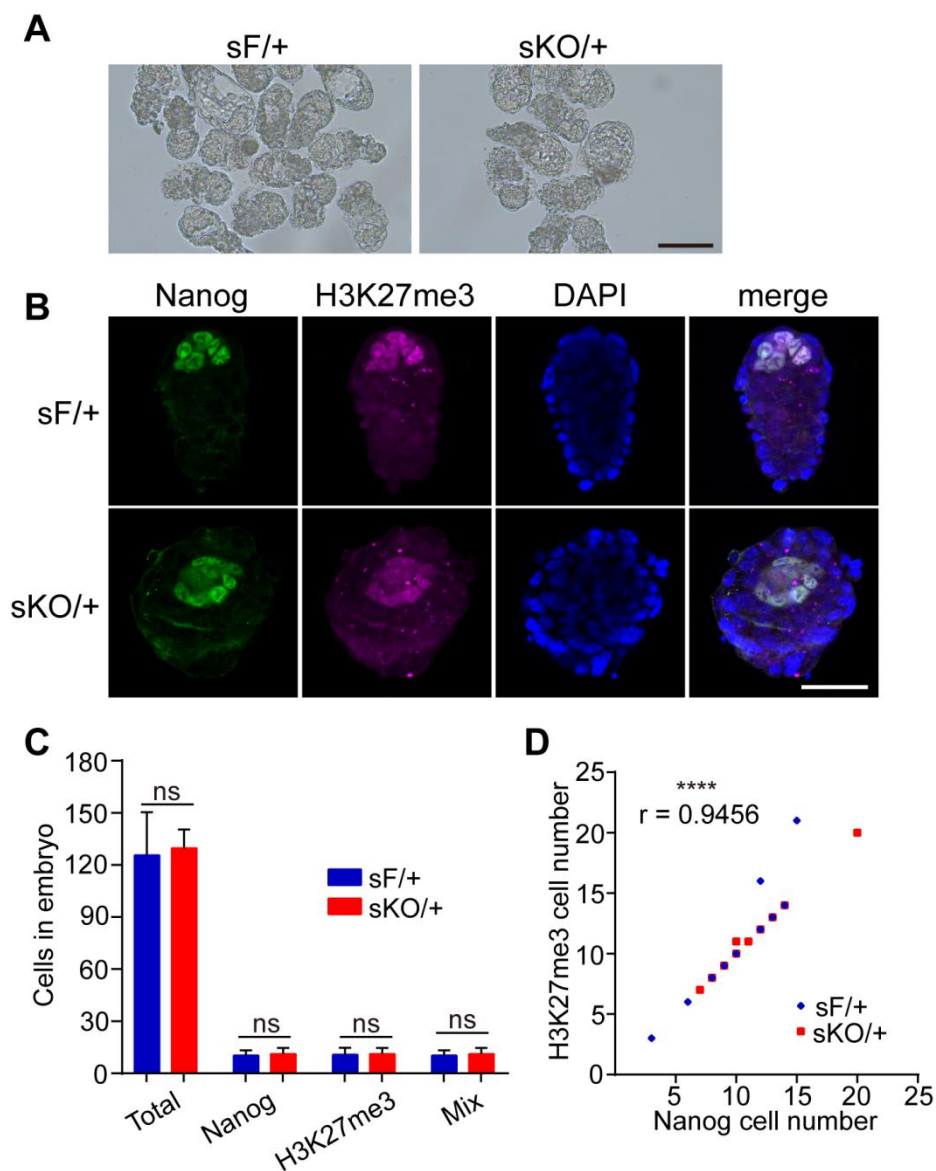 A
sF/+ sKO/+
B
Nanog H3K27me3 DAPI merge
sF/+
sKO/+
C
Cells in embryo
180
150
120
90
60
30
0
ns ns ns ns
sF/+
sKO/+
Total Nanog H3K27me3 Mix
D
H3K27me3 cell number
25
20
15
10
5
0
****
r = 0.9456
sF/+
sKO/+
5 10 15 20 25
Nanog cell number